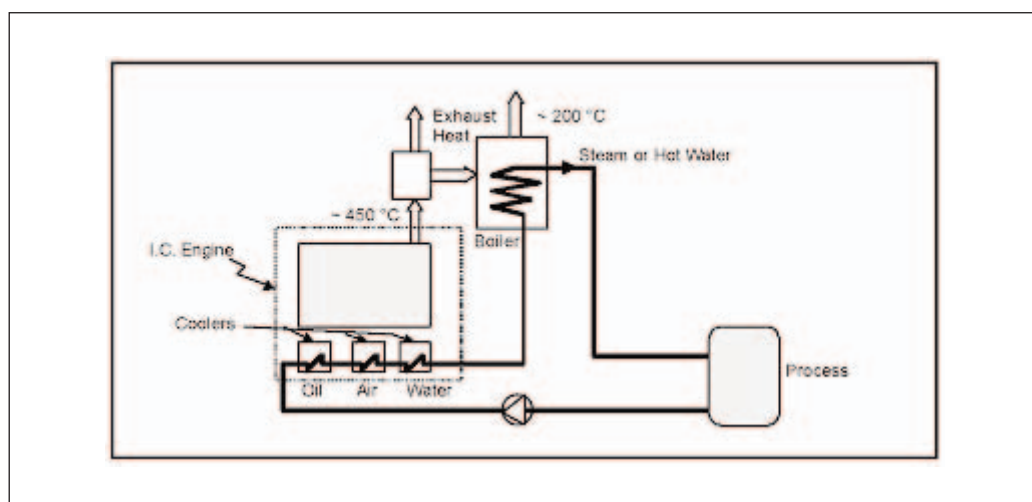 Exhaust
Heat
~ 200 °C
Steam or Hot Water
~ 450 °C
Boiler
I.C. Engine
Coolers
Oil
Air
Water
Process